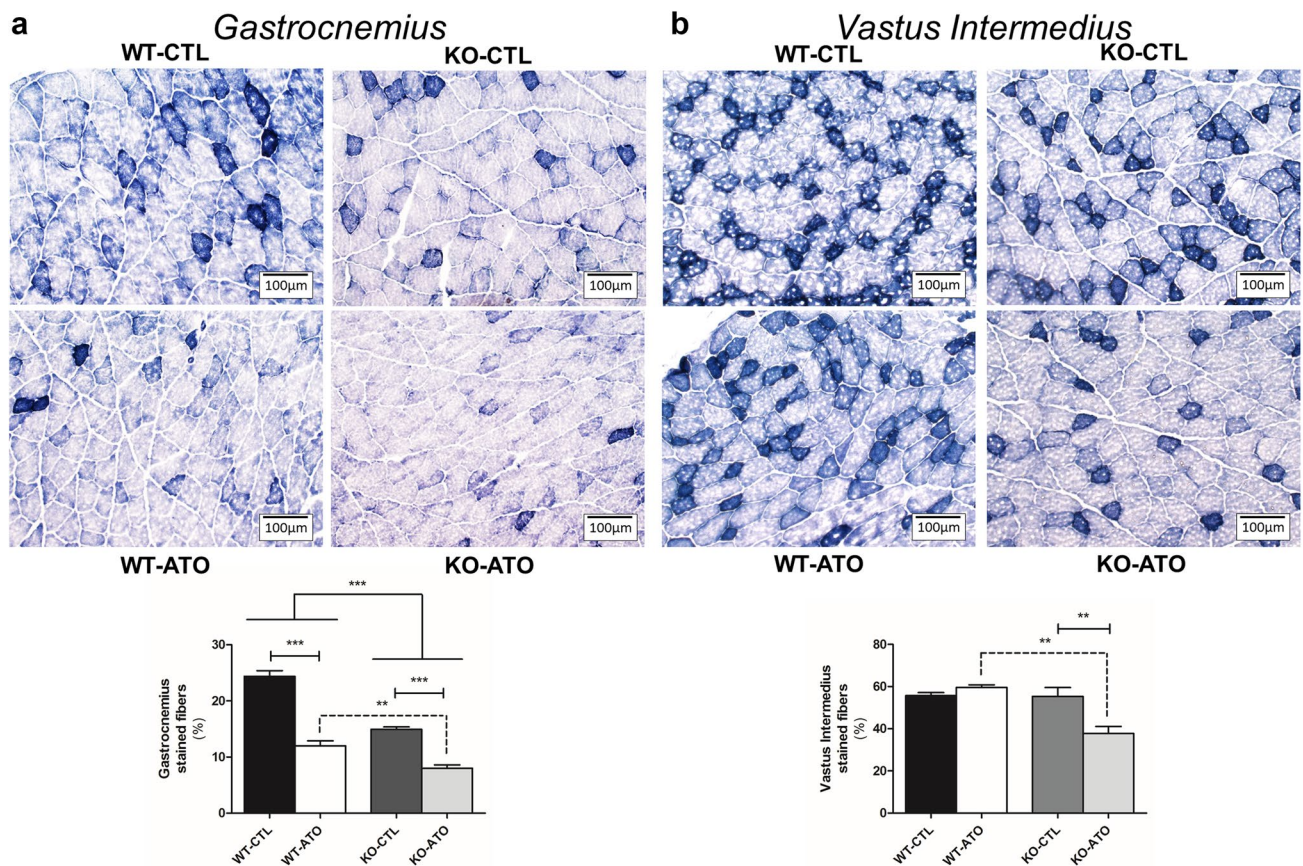 a
Gastrocnemius
b
Vastus Intermedius
WT-CTL
KO-CTL
WT-CTL
KO-CTL
100µm
100µm
100µm
100µm
100µm
100µm
100µm
100µm
WT-ATO
KO-ATO
WT-ATO
KO-ATO
***
***
***
**
30
20
10
0
Gastrocnemius
stained fibers
(%)
WT-CTL
WT-ATO
KO-CTL
KO-ATO
**
**
80
60
40
20
0
Vastus Intermedius
stained fibers
(%)
WT-CTL
WT-ATO
KO-CTL
KO-ATO